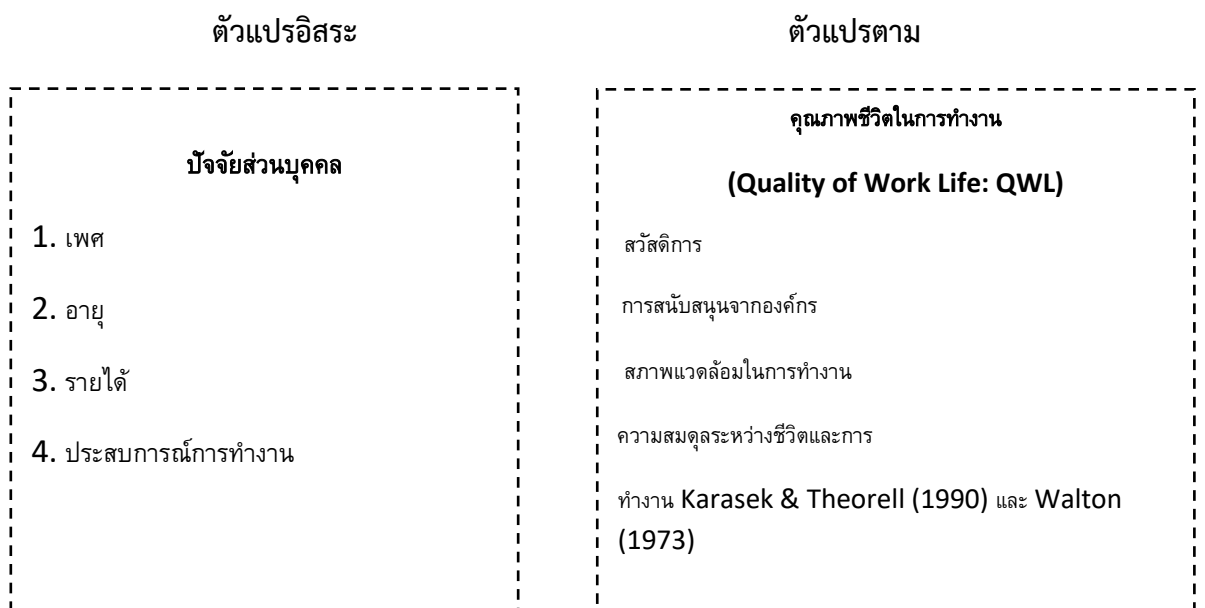 ตัวแปรอิสระ
ตัวแปรตาม
ปัจจัยส่วนบุคคล
1. เพศ
2. อายุ
3. รายได้
4. ประสบการณ์การทำงาน
คุณภาพชีวิตในการทำงาน
(Quality of Work Life: QWL)
สวัสดิการ
การสนับสนุนจากองค์กร
สภาพแวดล้อมในการทำงาน
ความสมดุลระหว่างชีวิตและการ
ทำงาน Karasek & Theorell (1990) และ Walton
(1973)